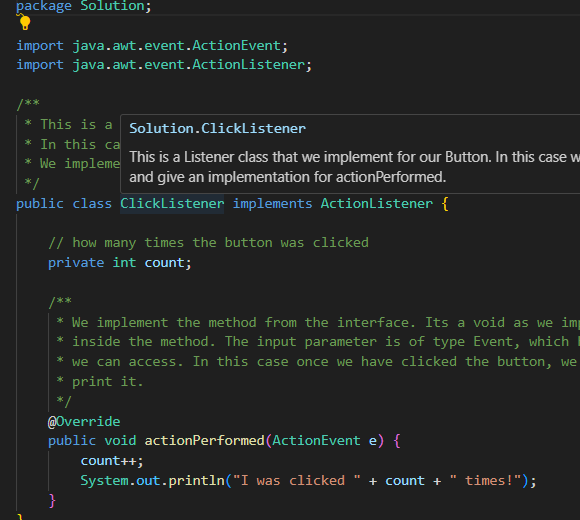 package Solution;
import java.awt.event.ActionEvent;
import java.awt.event.ActionListener;
/**
* This is a
* In this ca
* We impleme
*/
Solution.ClickListener
This is a Listener class that we implement for our Button. In this case w
and give an implementation for actionPerformed.
public class ClickListener implements ActionListener {
// how many times the button was clicked
private int count;
/**
* We implement the method from the interface. Its a void as we imp
* inside the method. The input parameter is of type Event, which
* we can access. In this case once we have clicked the button, we
* print it.
*/
@Override
public void actionPerformed(ActionEvent e) {
count++;
System.out.println("I was clicked " + count + " times!");
}
}